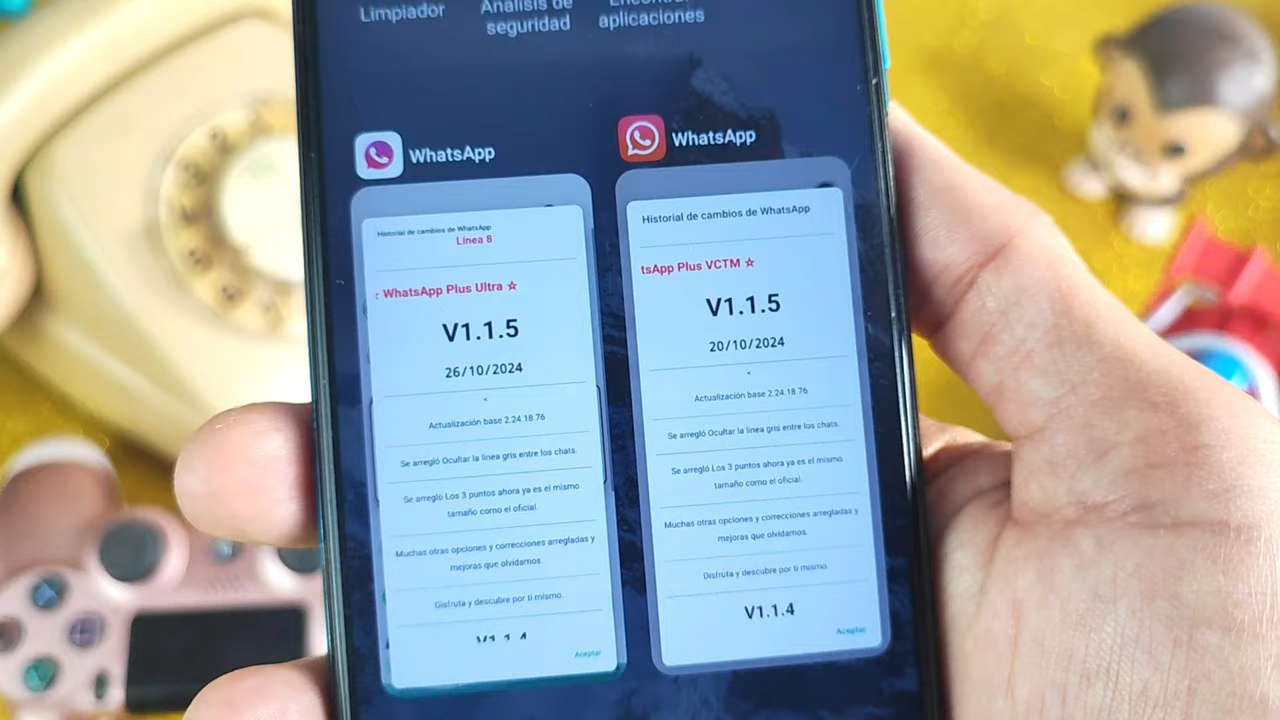 Limpiador
Análisis de
seguridad
aplicaciones
WhatsApp
Historial de cambios de WhatsApp
Linea 8
WhatsApp Plus Ultra ☆
V1.1.5
26/10/2024
<
Actualización base 2.24.18.76
Se arregló Ocultar la linea gris entre los chats.
Se arregló Los 3 puntos ahora ya es el mismo
tamaño como el oficial.
Muchas otras opciones y correcciones arregladas y
mejoras que olvidamos.
Disfruta y descubre por ti mismo.
V1.1.4
Aceptar
WhatsApp
Historial de cambios de WhatsApp
tsApp Plus VCTM ☆
V1.1.5
20/10/2024
<
Actualización base 2.24.18.76
Se arregló Ocultar la linea gris entre los chats.
Se arregló Los 3 puntos ahora ya es el mismo
tamaño como el oficial.
Muchas otras opciones y correcciones arregladas y
mejoras que olvidamos.
Disfruta y descubre por ti mismo.
V1.1.4
Aceptar